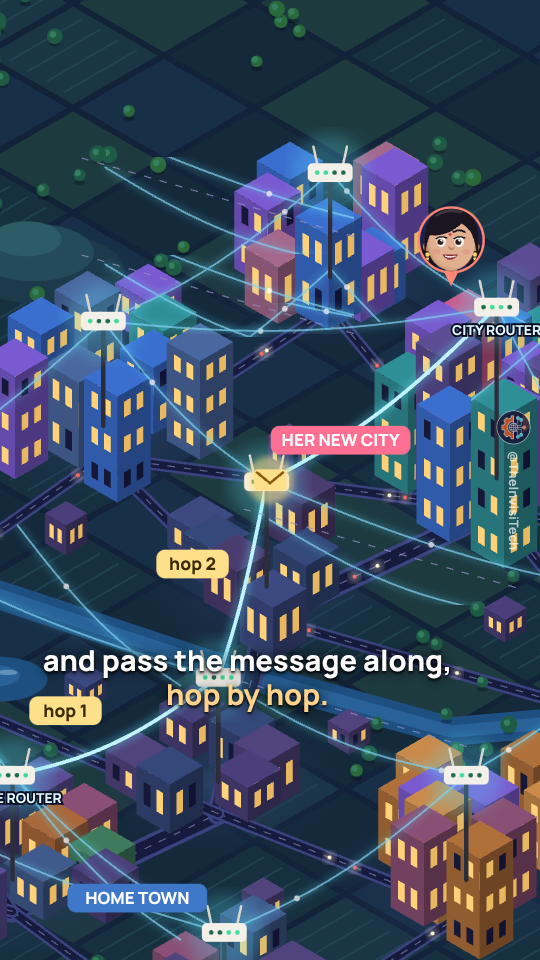 CITY ROUTER
HER NEW CITY
@TheInvisiTech
hop 2
and pass the message along,
hop by hop.
hop 1
E ROUTER
HOME TOWN